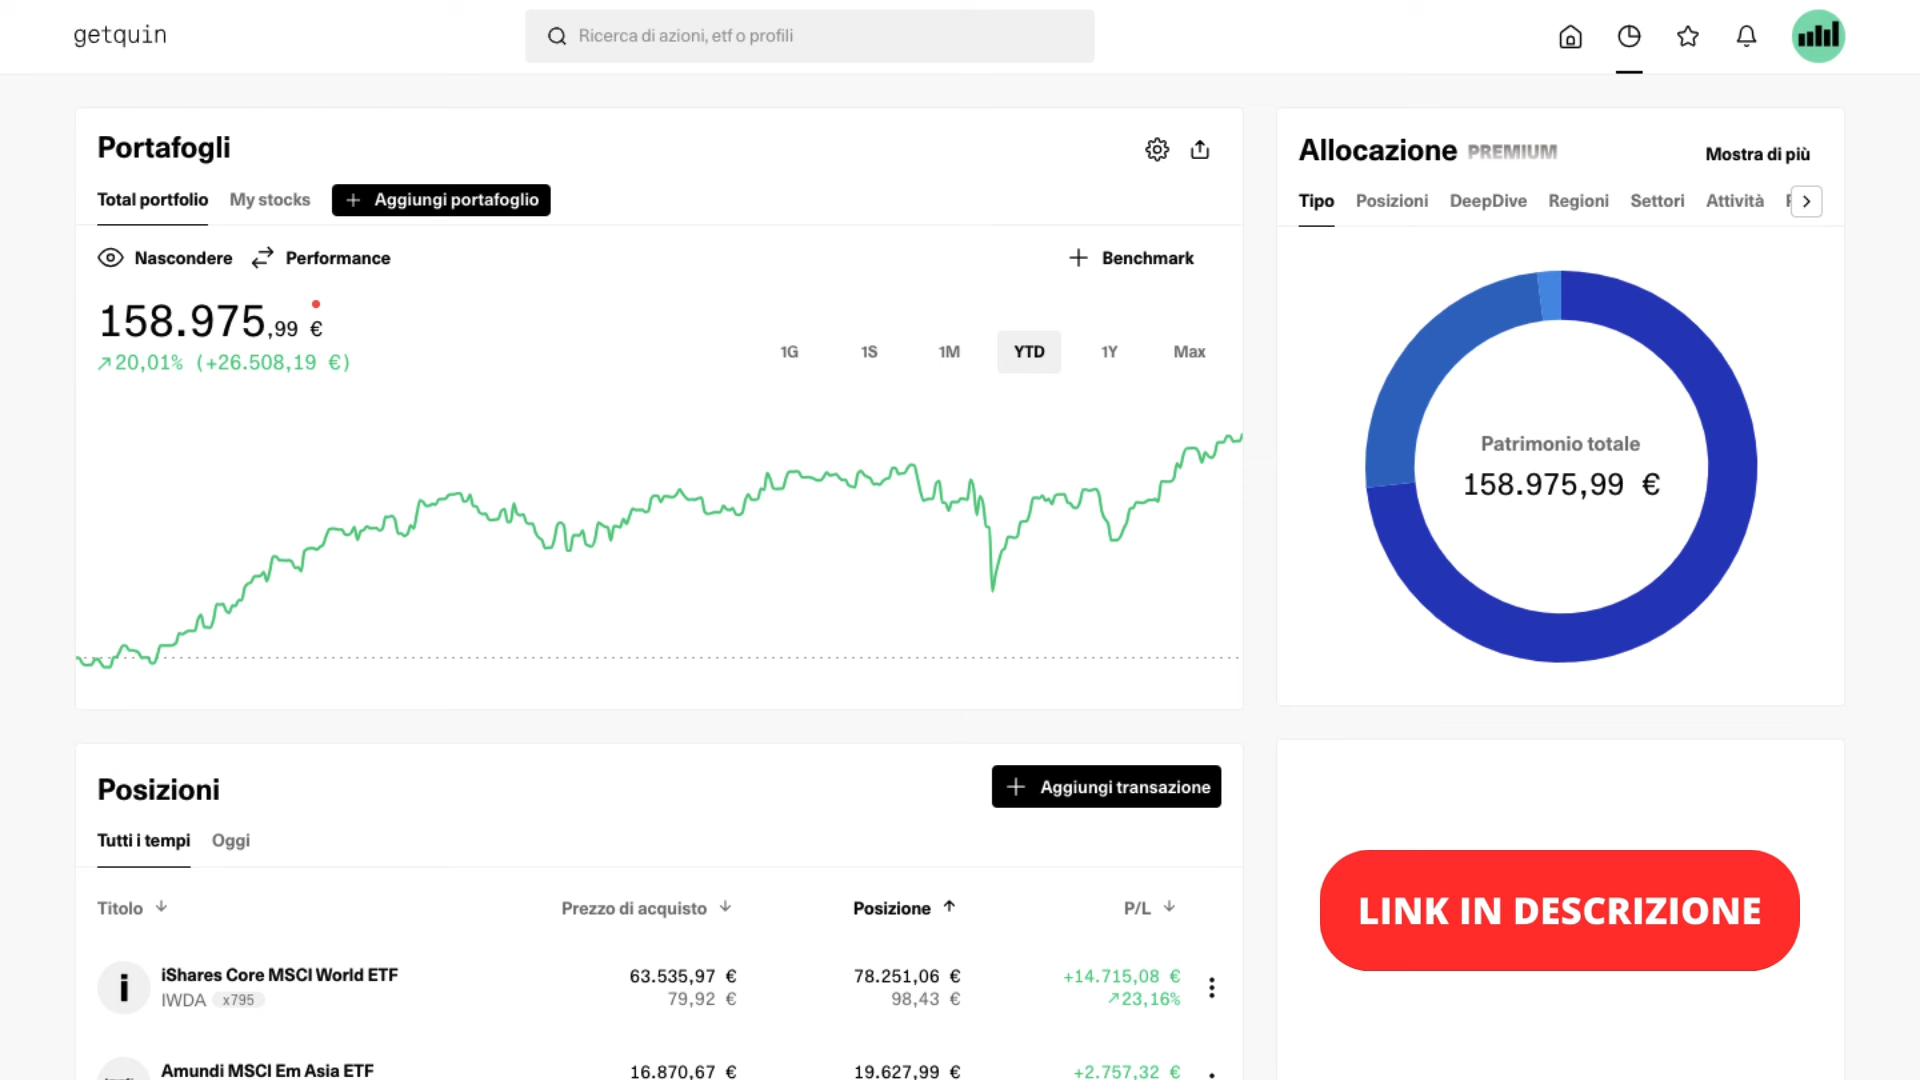 getquin
Ricerca di azioni, etf o profili
Portafogli
Total portfolio My stocks + Aggiungi portafoglio
Nascondere Performance
+ Benchmark
158.975,99 €
20,01% (+26.508,19 €)
1G 1S 1M YTD 1Y Max
Allocazione PREMIUM
Mostra di più
Tipo Posizioni DeepDive Regioni Settori Attività
Patrimonio totale
158.975,99 €
Posizioni
+ Aggiungi transazione
Tutti i tempi Oggi
Titolo Prezzo di acquisto Posizione P/L
i
iShares Core MSCI World ETF 63.535,97 € 78.251,06 € +14.715,08 €
IWDA x795 79,92 € 98,43 € 23,16%
Amundi MSCI Em Asia ETF 16.870,67 € 19.627,99 € +2.757,32 €
LINK IN DESCRIZIONE